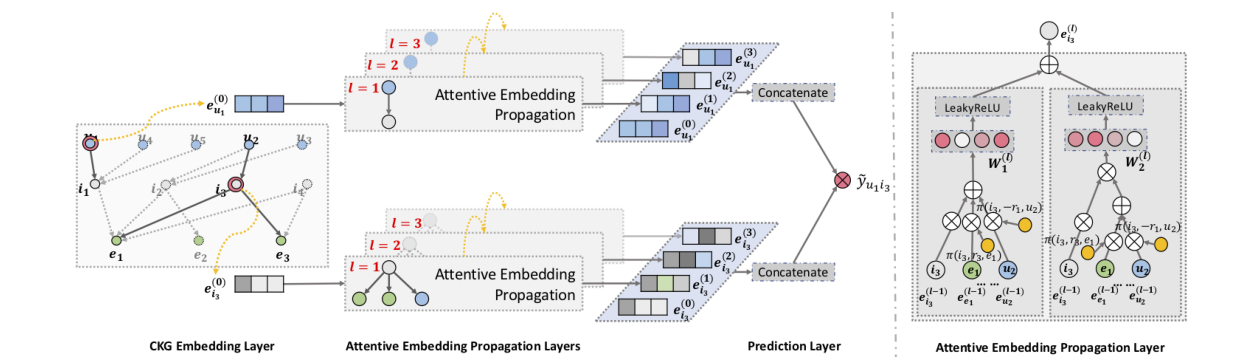 l = 3
l = 2
l = 1
Attentive Embedding
Propagation
e_{u_1}^{(0)}
e_{u_1}^{(3)}
e_{u_1}^{(2)}
e_{u_1}^{(1)}
e_{u_1}^{(0)}
Concatenate
u_1 u_4 u_5 u_2 u_3
i_1 i_2 i_3 i_4
e_1 e_2 e_3
e_{i_3}^{(0)}
l = 3
l = 2
l = 1
Attentive Embedding
Propagation
e_{i_3}^{(3)}
e_{i_3}^{(2)}
e_{i_3}^{(1)}
e_{i_3}^{(0)}
Concatenate
ỹ_{u_1 i_3}
CKG Embedding Layer
Attentive Embedding Propagation Layers
Prediction Layer
e_{i_3}^{(l)}
LeakyReLU
W_1^{(l)}
π(i_3, −r_1, u_2)
π(i_3, r_3, e_1)
i_3 e_1 u_2
e_{i_3}^{(l-1)} e_{e_1}^{(l-1)} ... ... e_{u_2}^{(l-1)}
LeakyReLU
W_2^{(l)}
π(i_3, −r_1, u_2)
π(i_3, r_3, e_1)
i_3 e_1 u_2
e_{i_3}^{(l-1)} e_{e_1}^{(l-1)} ... ... e_{u_2}^{(l-1)}
Attentive Embedding Propagation Layer